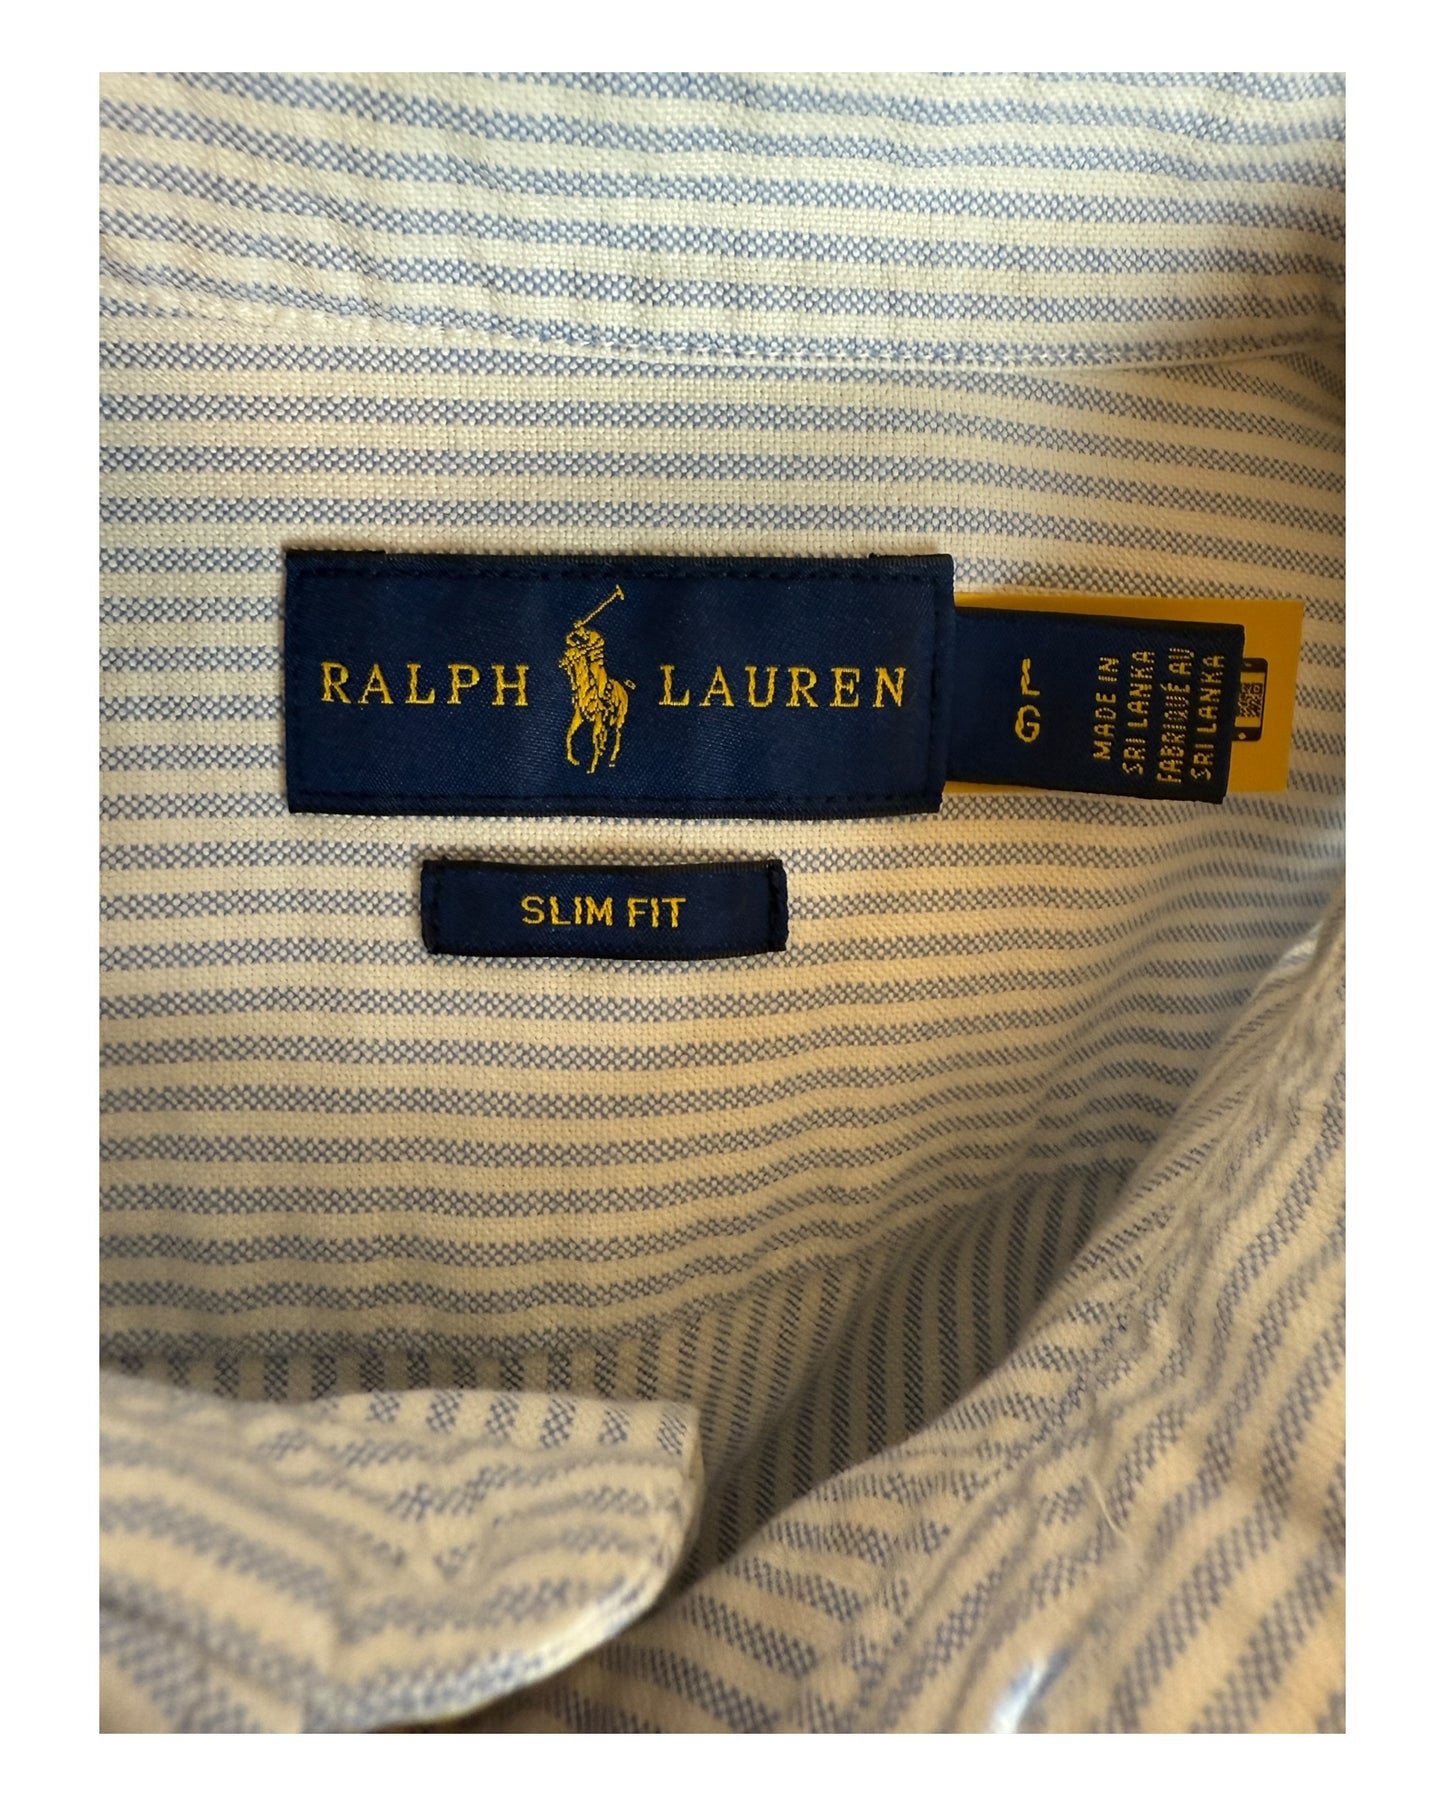 RALPH LAUREN
L
G
MADE IN
SRI LANKA
FABRIQUÉ AU
SRI LANKA
SLIM FIT